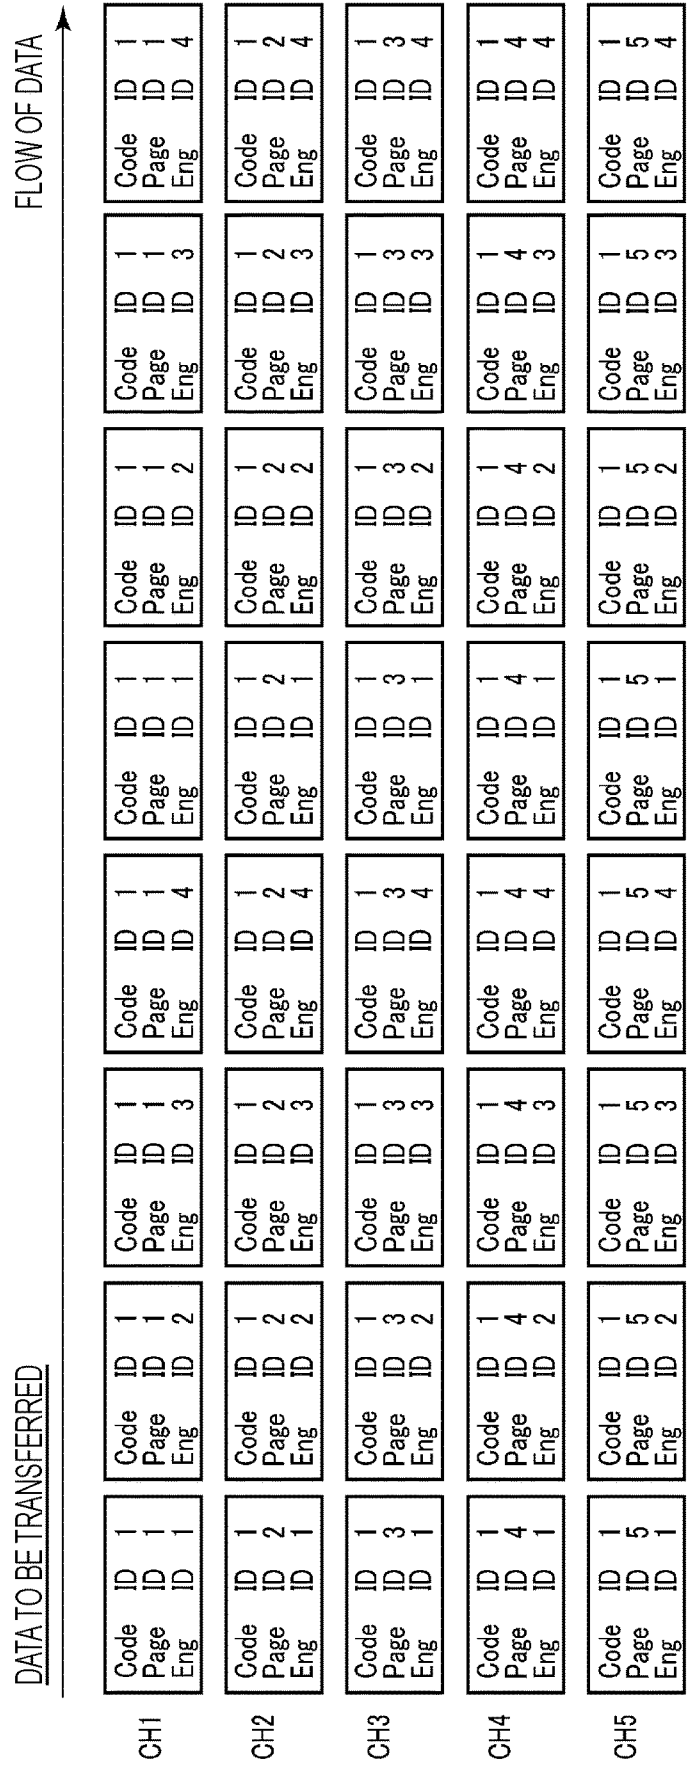 DATA TO BE TRANSFERRED
FLOW OF DATA
CH1
Code ID 1
Page ID 1
Eng ID 1
Code ID 1
Page ID 1
Eng ID 2
Code ID 1
Page ID 1
Eng ID 3
Code ID 1
Page ID 1
Eng ID 4
Code ID 1
Page ID 1
Eng ID 1
Code ID 1
Page ID 1
Eng ID 2
Code ID 1
Page ID 1
Eng ID 3
Code ID 1
Page ID 1
Eng ID 4
CH2
Code ID 1
Page ID 2
Eng ID 1
Code ID 1
Page ID 2
Eng ID 2
Code ID 1
Page ID 2
Eng ID 3
Code ID 1
Page ID 2
Eng ID 4
Code ID 1
Page ID 2
Eng ID 1
Code ID 1
Page ID 2
Eng ID 2
Code ID 1
Page ID 2
Eng ID 3
Code ID 1
Page ID 2
Eng ID 4
CH3
Code ID 1
Page ID 3
Eng ID 1
Code ID 1
Page ID 3
Eng ID 2
Code ID 1
Page ID 3
Eng ID 3
Code ID 1
Page ID 3
Eng ID 4
Code ID 1
Page ID 3
Eng ID 1
Code ID 1
Page ID 3
Eng ID 2
Code ID 1
Page ID 3
Eng ID 3
Code ID 1
Page ID 3
Eng ID 4
CH4
Code ID 1
Page ID 4
Eng ID 1
Code ID 1
Page ID 4
Eng ID 2
Code ID 1
Page ID 4
Eng ID 3
Code ID 1
Page ID 4
Eng ID 4
Code ID 1
Page ID 4
Eng ID 1
Code ID 1
Page ID 4
Eng ID 2
Code ID 1
Page ID 4
Eng ID 3
Code ID 1
Page ID 4
Eng ID 4
CH5
Code ID 1
Page ID 5
Eng ID 1
Code ID 1
Page ID 5
Eng ID 2
Code ID 1
Page ID 5
Eng ID 3
Code ID 1
Page ID 5
Eng ID 4
Code ID 1
Page ID 5
Eng ID 1
Code ID 1
Page ID 5
Eng ID 2
Code ID 1
Page ID 5
Eng ID 3
Code ID 1
Page ID 5
Eng ID 4